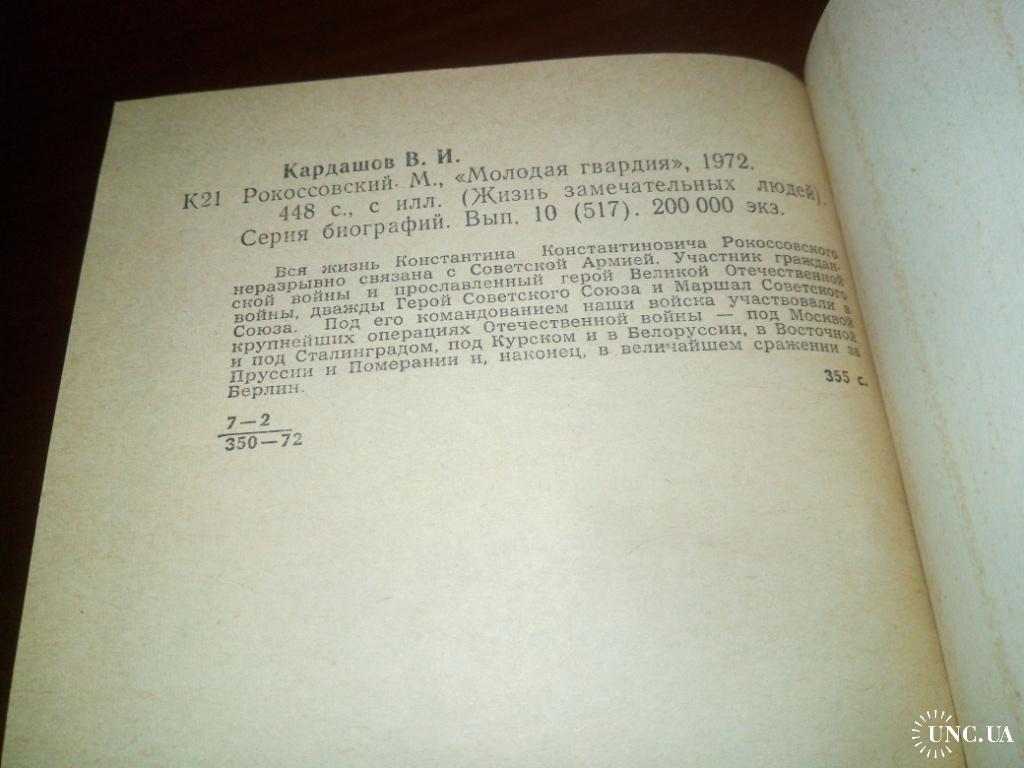 Кардашов В. И.
К21 Рокоссовский. М., «Молодая гвардия», 1972.
448 с., с илл. (Жизнь замечательных людей).
Серия биографий. Вып. 10 (517). 200 000 экз.
Вся жизнь Константина Константиновича Рокоссовского
неразрывно связана с Советской Армией. Участник граждан-
ской войны и прославленный герой Великой Отечественной
войны, дважды Герой Советского Союза и Маршал Советского
Союза. Под его командованием наши войска участвовали в
крупнейших операциях Отечественной войны — под Москвой
и под Сталинградом, под Курском и в Белоруссии, в Восточной
Пруссии и Померании и, наконец, в величайшем сражении за
Берлин.
355 с.
7—2
350—72
UNC.UA